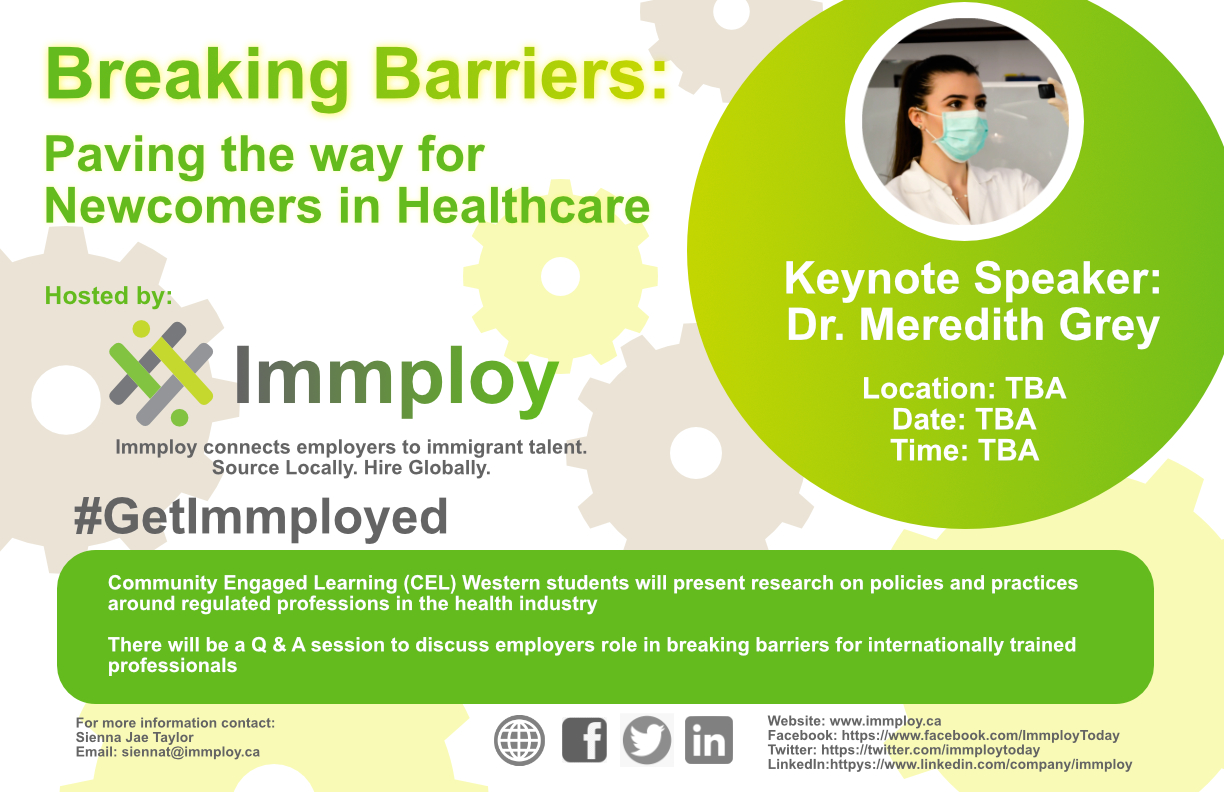 Breaking Barriers:
Paving the way for
Newcomers in Healthcare
Hosted by:
Immploy
Immploy connects employers to immigrant talent.
Source Locally. Hire Globally.
#GetImmployed
Keynote Speaker:
Dr. Meredith Grey
Location: TBA
Date: TBA
Time: TBA
Community Engaged Learning (CEL) Western students will present research on policies and practices
around regulated professions in the health industry
There will be a Q & A session to discuss employers role in breaking barriers for internationally trained
professionals
For more information contact:
Sienna Jae Taylor
Email: siennat@immploy.ca
Website: www.immploy.ca
Facebook: https://www.facebook.com/ImmployToday
Twitter: https://twitter.com/immploytoday
LinkedIn:httpys://www.linkedin.com/company/immploy